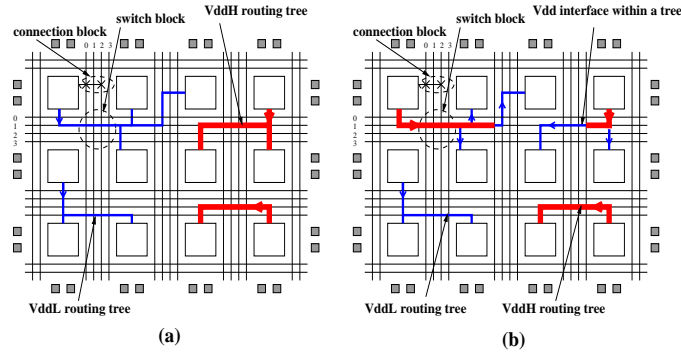 VddH routing tree
switch block
connection block
0 1 2 3
0
1
2
3
VddL routing tree
(a)
Vdd interface within a tree
switch block
connection block
0 1 2 3
0
1
2
3
VddL routing tree
VddH routing tree
(b)